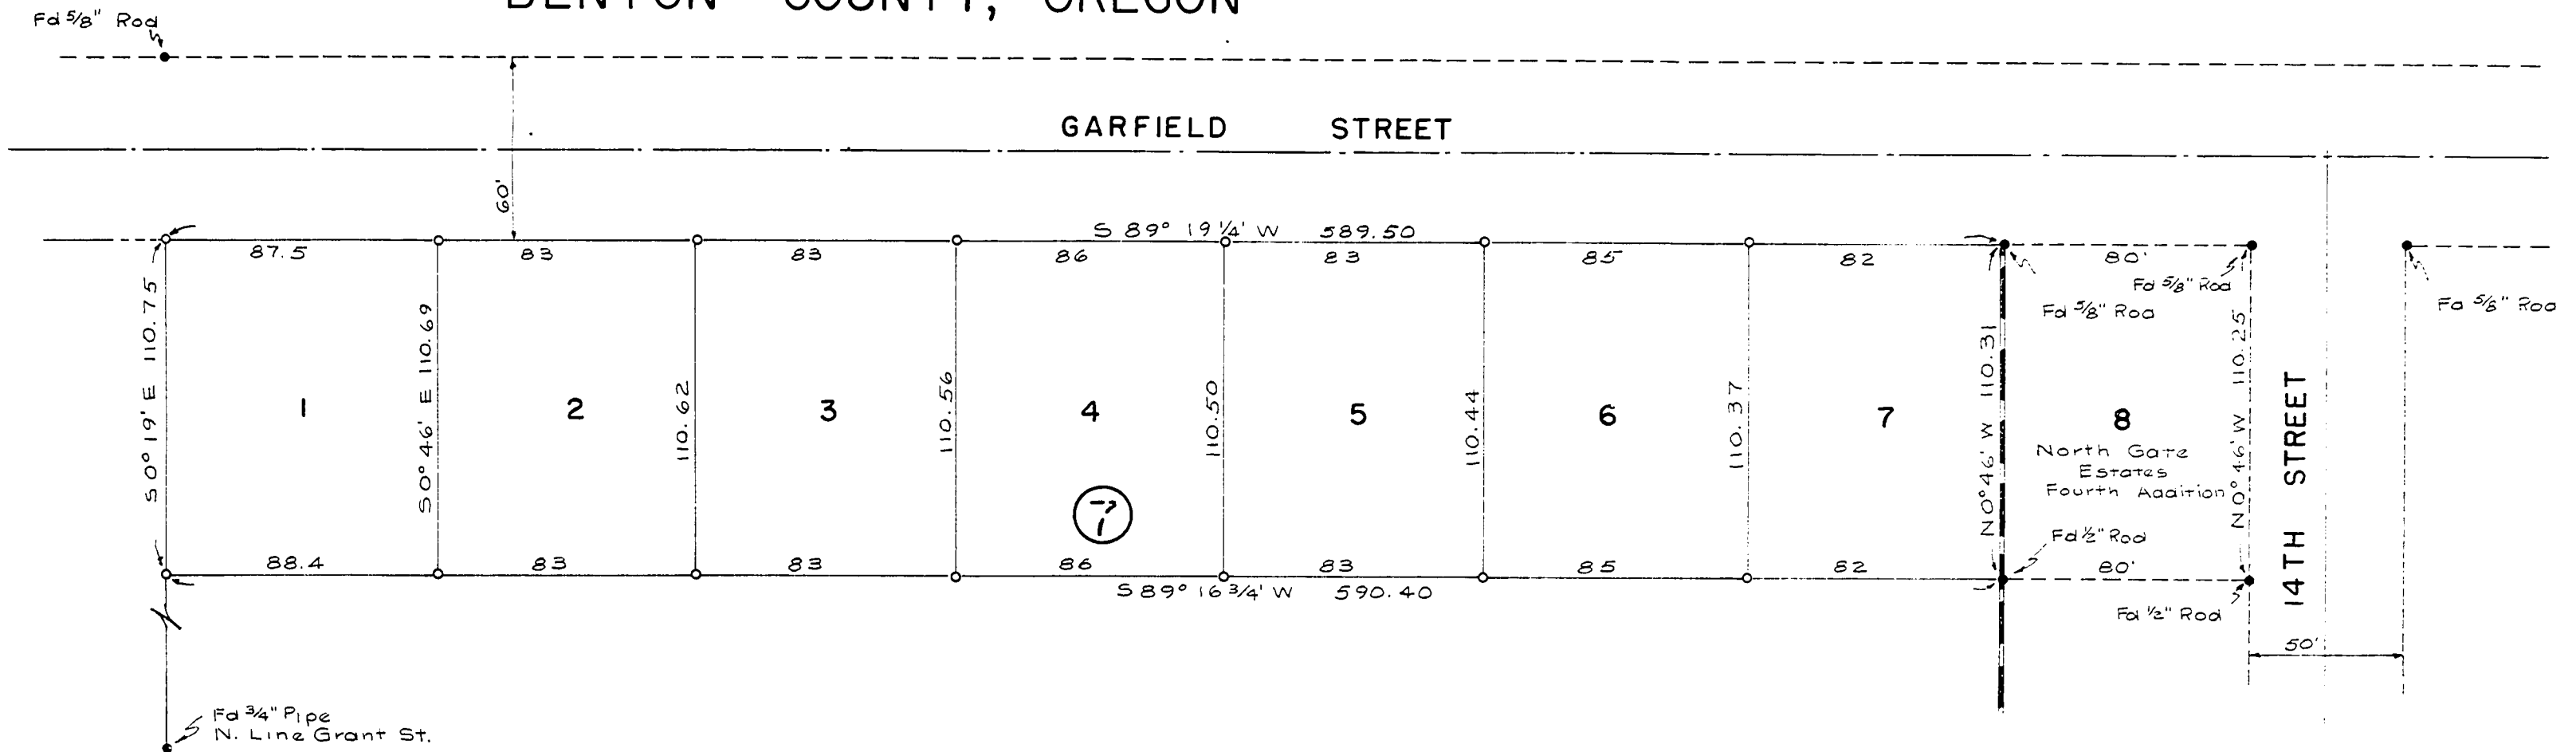 BENTON COUNTY, OREGON
Fd 5/8" Rod
GARFIELD STREET
60'
S 89° 19 1/4' W 589.50
87.5
83
83
86
83
85
82
80'
Fd 5/8" Rod
Fd 5/8" Rod
Fd 5/8" Rod
S 0° 19' E 110.75
S 0° 46' E 110.69
110.62
110.56
110.50
110.44
110.37
N 0° 46' W 110.31
N 0° 46' W 110.25
1
2
3
4
5
6
7
8
North Gate
Estates
Fourth Addition
14TH STREET
7
Fd 1/2" Rod
88.4
83
83
86
83
85
82
80'
S 89° 16 3/4' W 590.40
Fd 1/2" Rod
50'
Fd 3/4" Pipe
N. Line Grant St.